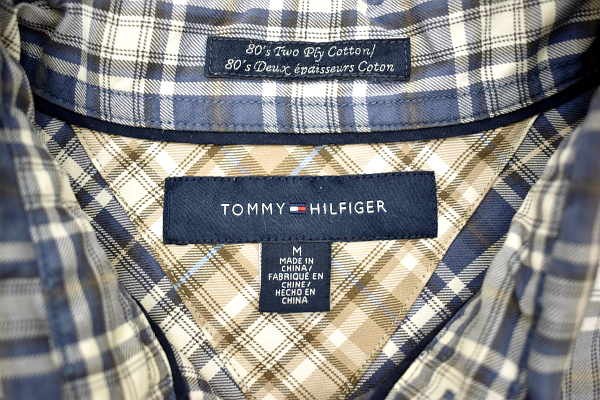 80's Two Ply Cotton/
80's Deux épaisseurs Coton
TOMMY HILFIGER
M
MADE IN
CHINA/
FABRIQUÉ EN
CHINE/
HECHO EN
CHINA